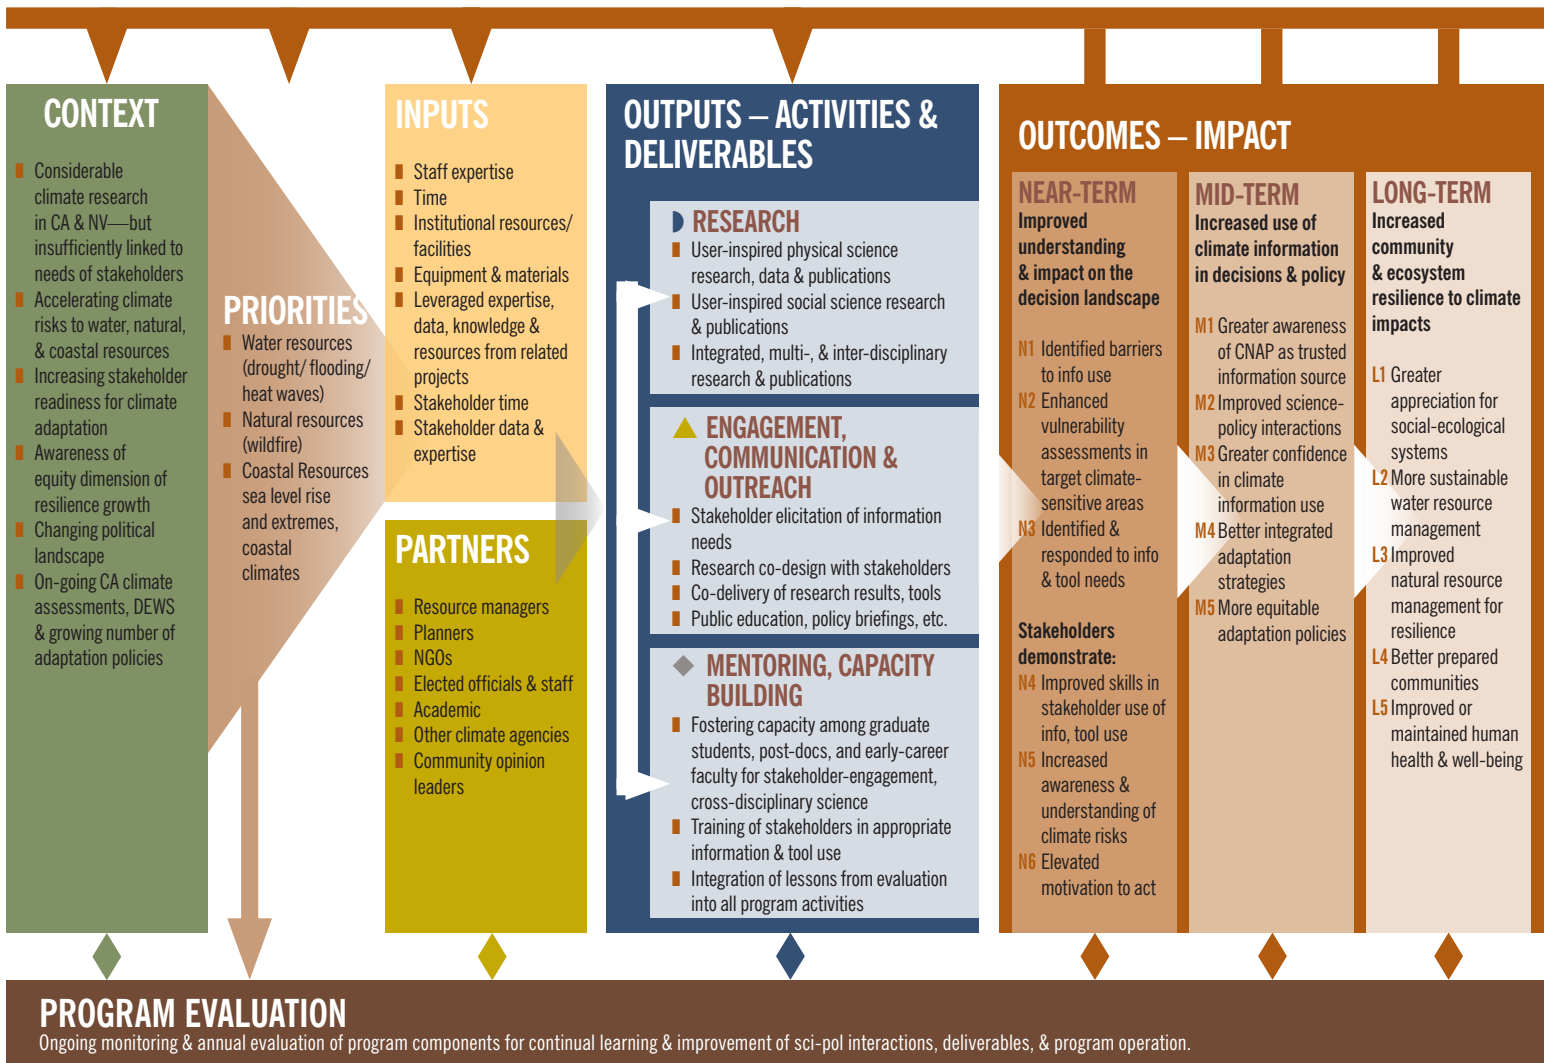 CONTEXT
Considerable
climate research
in CA & NV—but
insufficiently linked to
needs of stakeholders
Accelerating climate
risks to water, natural,
& coastal resources
Increasing stakeholder
readiness for climate
adaptation
Awareness of
equity dimension of
resilience growth
Changing political
landscape
On-going CA climate
assessments, DEWS
& growing number of
adaptation policies
PRIORITIES
Water resources
(drought/ flooding/
heat waves)
Natural resources
(wildfire)
Coastal Resources
sea level rise
and extremes,
coastal
climates
INPUTS
Staff expertise
Time
Institutional resources/
facilities
Equipment & materials
Leveraged expertise,
data, knowledge &
resources from related
projects
Stakeholder time
Stakeholder data &
expertise
PARTNERS
Resource managers
Planners
NGOs
Elected officials & staff
Academic
Other climate agencies
Community opinion
leaders
OUTPUTS – ACTIVITIES &
DELIVERABLES
RESEARCH
User-inspired physical science
research, data & publications
User-inspired social science research
& publications
Integrated, multi-, & inter-disciplinary
research & publications
ENGAGEMENT,
COMMUNICATION &
OUTREACH
Stakeholder elicitation of information
needs
Research co-design with stakeholders
Co-delivery of research results, tools
Public education, policy briefings, etc.
MENTORING, CAPACITY
BUILDING
Fostering capacity among graduate
students, post-docs, and early-career
faculty for stakeholder-engagement,
cross-disciplinary science
Training of stakeholders in appropriate
information & tool use
Integration of lessons from evaluation
into all program activities
OUTCOMES – IMPACT
NEAR-TERM
Improved
understanding
& impact on the
decision landscape
N1 Identified barriers
to info use
N2 Enhanced
vulnerability
assessments in
target climate-
sensitive areas
N3 Identified &
responded to info
& tool needs
Stakeholders
demonstrate:
N4 Improved skills in
stakeholder use of
info, tool use
N5 Increased
awareness &
understanding of
climate risks
N6 Elevated
motivation to act
MID-TERM
Increased use of
climate information
in decisions & policy
M1 Greater awareness
of CNAP as trusted
information source
M2 Improved science-
policy interactions
M3 Greater confidence
in climate
information use
M4 Better integrated
adaptation
strategies
M5 More equitable
adaptation policies
LONG-TERM
Increased
community
& ecosystem
resilience to climate
impacts
L1 Greater
appreciation for
social-ecological
systems
L2 More sustainable
water resource
management
L3 Improved
natural resource
management for
resilience
L4 Better prepared
communities
L5 Improved or
maintained human
health & well-being
PROGRAM EVALUATION
Ongoing monitoring & annual evaluation of program components for continual learning & improvement of sci-pol interactions, deliverables, & program operation.